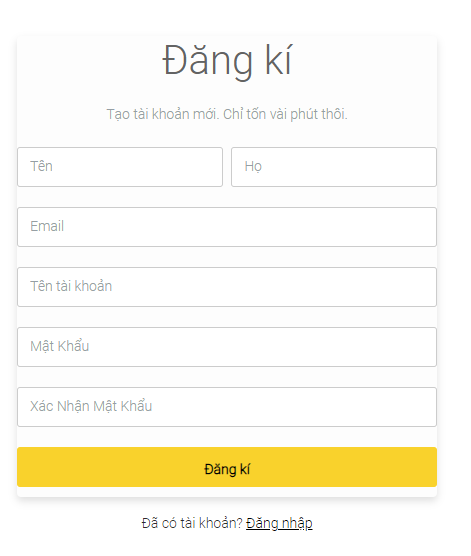 Đăng kí
Tạo tài khoản mới. Chỉ tốn vài phút thôi.
Tên Họ
Email
Tên tài khoản
Mật Khẩu
Xác Nhận Mật Khẩu
Đăng kí
Đã có tài khoản? Đăng nhập